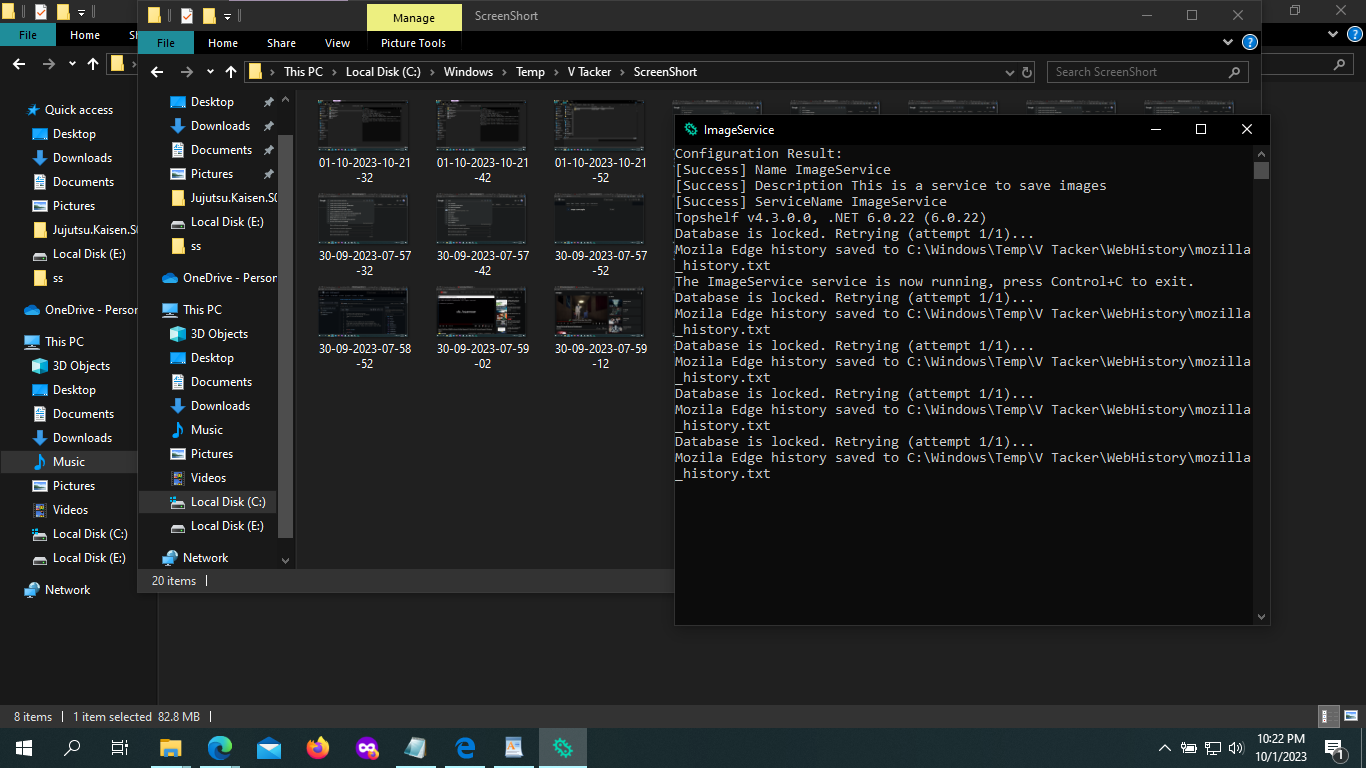 File
Home
Sh
Manage
ScreenShort
File
Home
Share
View
Picture Tools
This PC
Local Disk (C:)
Windows
Temp
V Tacker
ScreenShort
Search ScreenShort
Quick access
Desktop
Downloads
Documents
Pictures
Jujutsu.Kaisen.S0
Local Disk (E:)
ss
OneDrive - Person
This PC
3D Objects
Desktop
Documents
Downloads
Music
Pictures
Videos
Local Disk (C:)
Local Disk (E:)
Network
Desktop
Downloads
Documents
Pictures
Jujutsu.Kaisen.S0
Local Disk (E:)
ss
OneDrive - Person
This PC
3D Objects
Desktop
Documents
Downloads
Music
Pictures
Videos
Local Disk (C:)
Local Disk (E:)
Network
01-10-2023-10-21
-32
01-10-2023-10-21
-42
01-10-2023-10-21
-52
30-09-2023-07-57
-32
30-09-2023-07-57
-42
30-09-2023-07-57
-52
30-09-2023-07-58
-52
30-09-2023-07-59
-02
30-09-2023-07-59
-12
20 items
ImageService
Configuration Result:
[Success] Name ImageService
[Success] Description This is a service to save images
[Success] ServiceName ImageService
Topshelf v4.3.0.0, .NET 6.0.22 (6.0.22)
Database is locked. Retrying (attempt 1/1)...
Mozila Edge history saved to C:\Windows\Temp\V Tacker\WebHistory\mozilla
_history.txt
The ImageService service is now running, press Control+C to exit.
Database is locked. Retrying (attempt 1/1)...
Mozila Edge history saved to C:\Windows\Temp\V Tacker\WebHistory\mozilla
_history.txt
Database is locked. Retrying (attempt 1/1)...
Mozila Edge history saved to C:\Windows\Temp\V Tacker\WebHistory\mozilla
_history.txt
Database is locked. Retrying (attempt 1/1)...
Mozila Edge history saved to C:\Windows\Temp\V Tacker\WebHistory\mozilla
_history.txt
Database is locked. Retrying (attempt 1/1)...
Mozila Edge history saved to C:\Windows\Temp\V Tacker\WebHistory\mozilla
_history.txt
8 items
1 item selected 82.8 MB
10:22 PM
10/1/2023
1